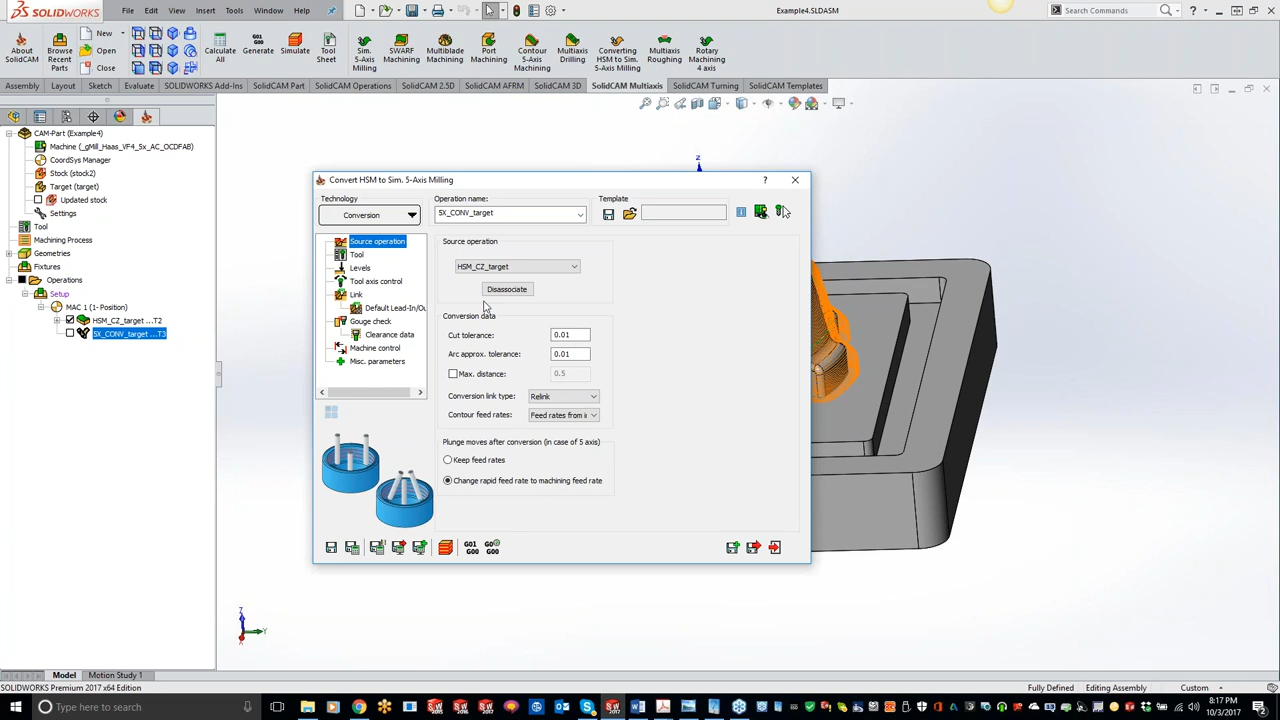 SOLIDWORKS
File Edit View Insert Tools Window Help
Example4.SLDASM
Search Commands
About SolidCAM
Browse Recent Parts
New
Open
Close
Calculate All
Generate
Simulate
Tool Sheet
Sim. 5-Axis Milling
SWARF Machining
Multiblade Machining
Port Machining
Contour 5-Axis Machining
Multiaxis Drilling
Converting HSM to Sim. 5-Axis Milling
Multiaxis Roughing
Rotary Machining 4 axis
Assembly Layout Sketch Evaluate SOLIDWORKS Add-Ins SolidCAM Part SolidCAM Operations SolidCAM 2.5D SolidCAM AFRM SolidCAM 3D SolidCAM Multiaxis SolidCAM Turning SolidCAM Templates
CAM-Part (Example4)
Machine (_gMill_Haas_VF4_5x_AC_OCDFAB)
CoordSys Manager
Stock (stock2)
Target (target)
Updated stock
Settings
Tool
Machining Process
Geometries
Fixtures
Operations
Setup
MAC 1 (1- Position)
HSM_CZ_target ...T2
5X_CONV_target ...T3
Convert HSM to Sim. 5-Axis Milling
?
Technology
Conversion
Operation name:
5X_CONV_target
Template
Source operation
Tool
Levels
Tool axis control
Link
Default Lead-In/Ou
Gouge check
Clearance data
Machine control
Misc. parameters
Source operation
HSM_CZ_target
Disassociate
Conversion data
Cut tolerance: 0.01
Arc approx. tolerance: 0.01
Max. distance: 0.5
Conversion link type: Relink
Contour feed rates: Feed rates from i
Plunge moves after conversion (in case of 5 axis)
Keep feed rates
Change rapid feed rate to machining feed rate
G01
G00
Z
Z
Y
X
Model Motion Study 1
SOLIDWORKS Premium 2017 x64 Edition
Fully Defined Editing Assembly Custom
Type here to search
8:17 PM
10/3/2017